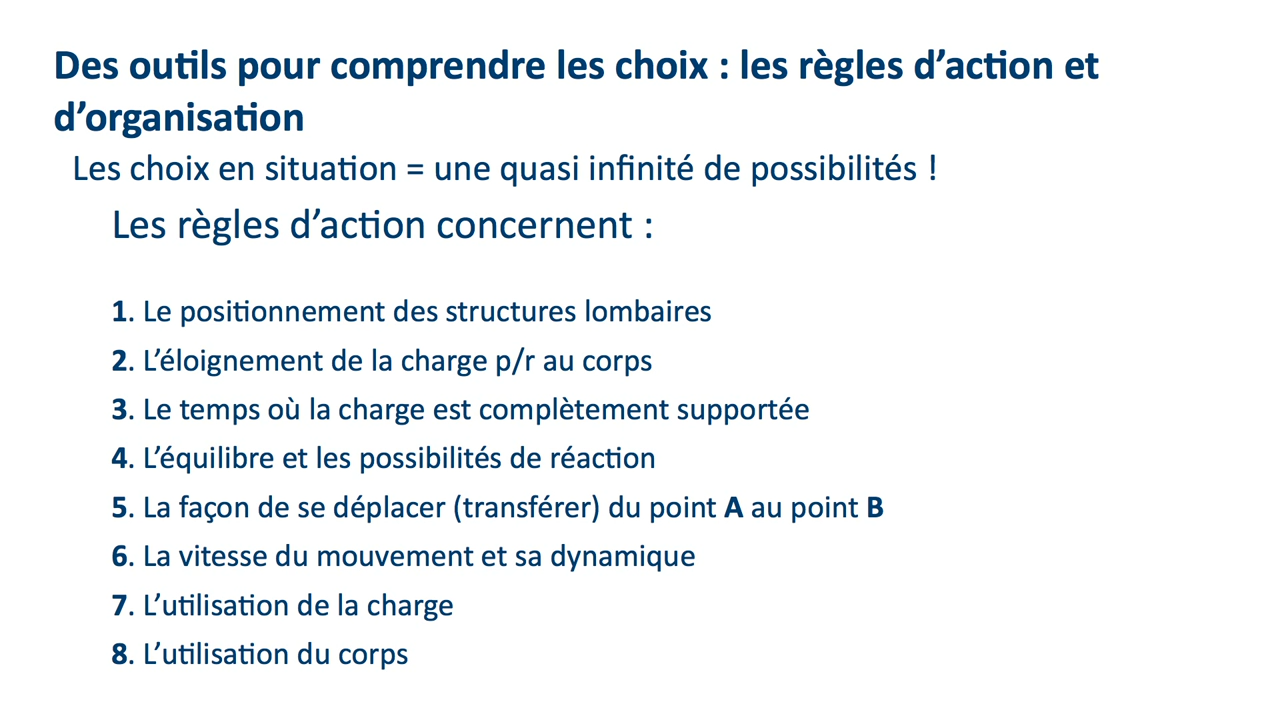 Des outils pour comprendre les choix : les règles d’action et
d’organisation
Les choix en situation = une quasi infinité de possibilités !
Les règles d’action concernent :
1. Le positionnement des structures lombaires
2. L’éloignement de la charge p/r au corps
3. Le temps où la charge est complètement supportée
4. L’équilibre et les possibilités de réaction
5. La façon de se déplacer (transférer) du point A au point B
6. La vitesse du mouvement et sa dynamique
7. L’utilisation de la charge
8. L’utilisation du corps